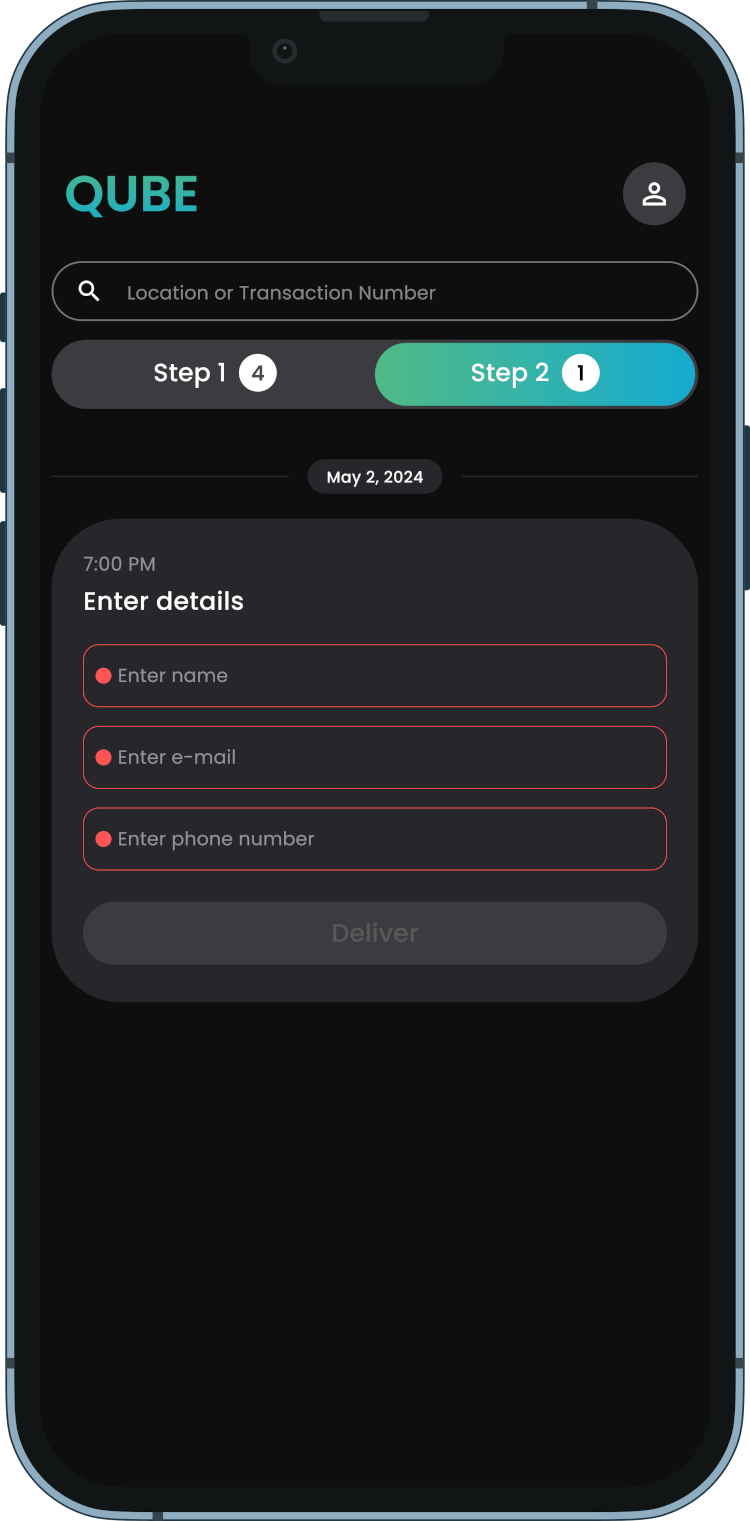 QUBE
Location or Transaction Number
Step 1 4 Step 2 1
May 2, 2024
7:00 PM
Enter details
Enter name
Enter e-mail
Enter phone number
Deliver